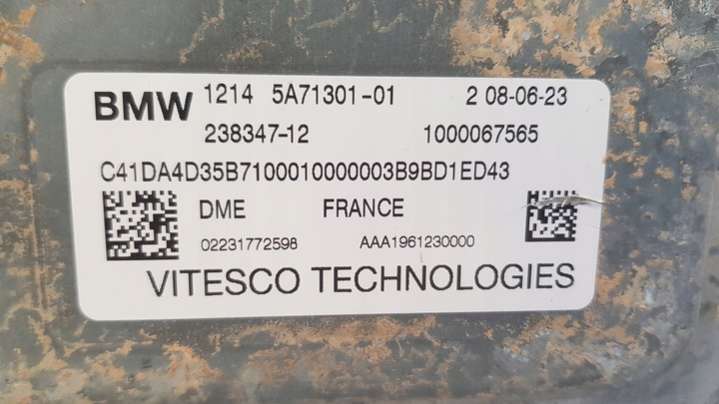 BMW 1214 5A71301-01 2 08-06-23
238347-12 1000067565
C41DA4D35B7100010000003B9BD1ED43
DME FRANCE
02231772598 AAA1961230000
VITESCO TECHNOLOGIES